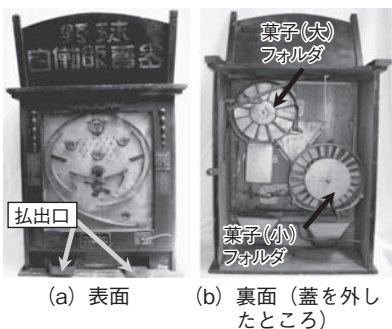 野球
自働販賣器
払出口
(a) 表面
菓子(大)
フォルダ
菓子(小)
フォルダ
(b) 裏面(蓋を外し
たところ)